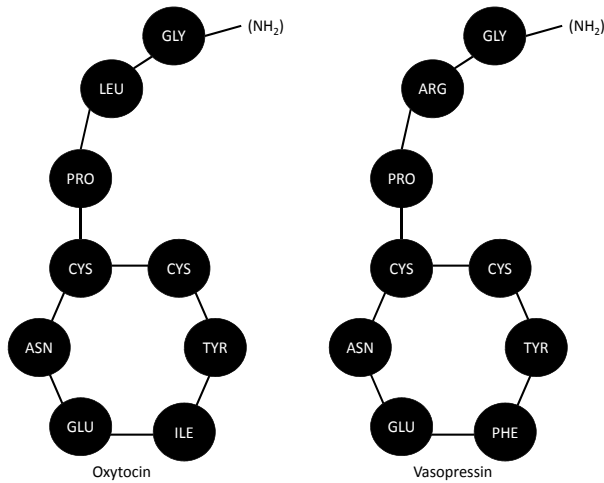 GLY (NH₂)
LEU
PRO
CYS CYS
ASN TYR
GLU ILE
Oxytocin
GLY (NH₂)
ARG
PRO
CYS CYS
ASN TYR
GLU PHE
Vasopressin